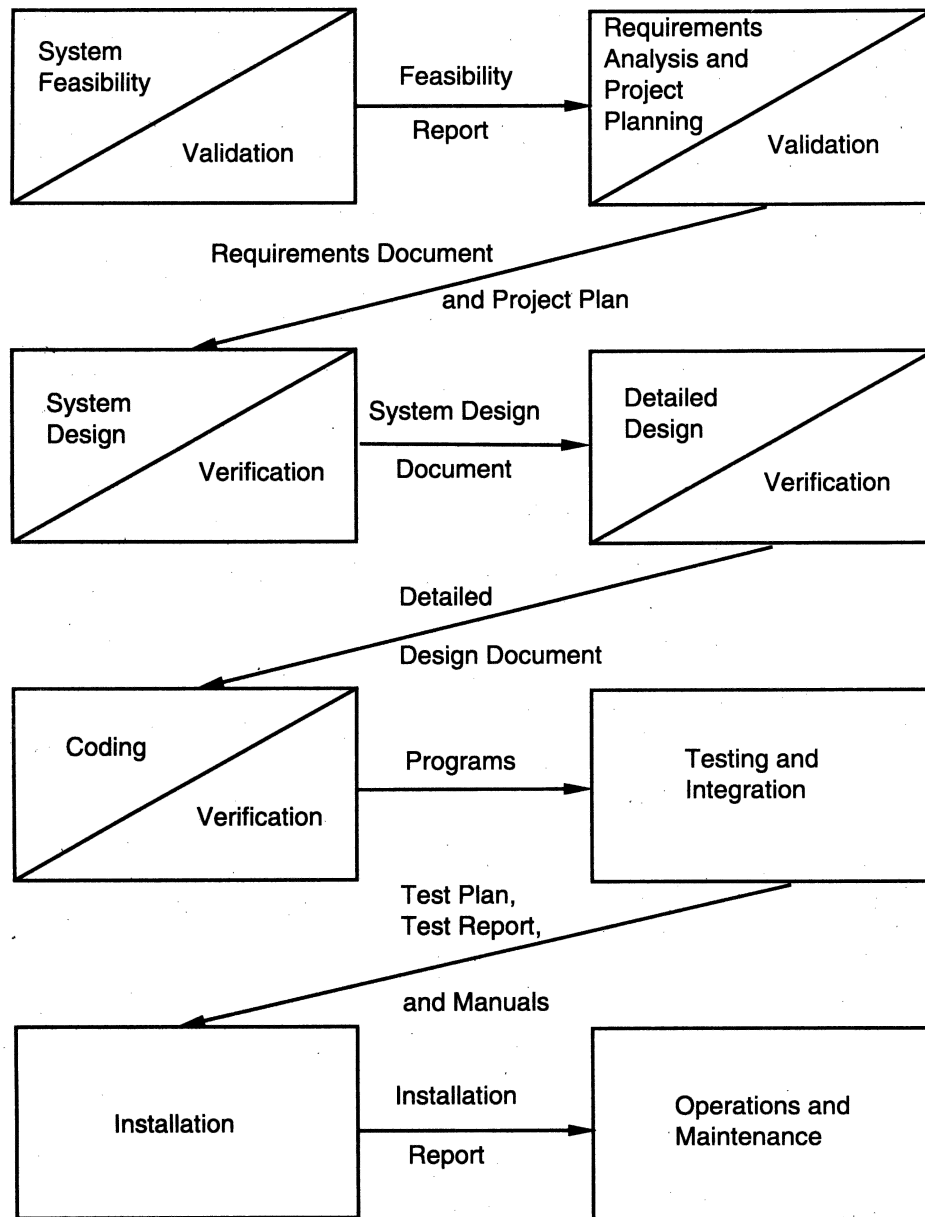 System
Feasibility
Validation
Feasibility
Report
Requirements
Analysis and
Project
Planning
Validation
Requirements Document
and Project Plan
System
Design
Verification
System Design
Document
Detailed
Design
Verification
Detailed
Design Document
Coding
Verification
Programs
Testing and
Integration
Test Plan,
Test Report,
and Manuals
Installation
Installation
Report
Operations and
Maintenance